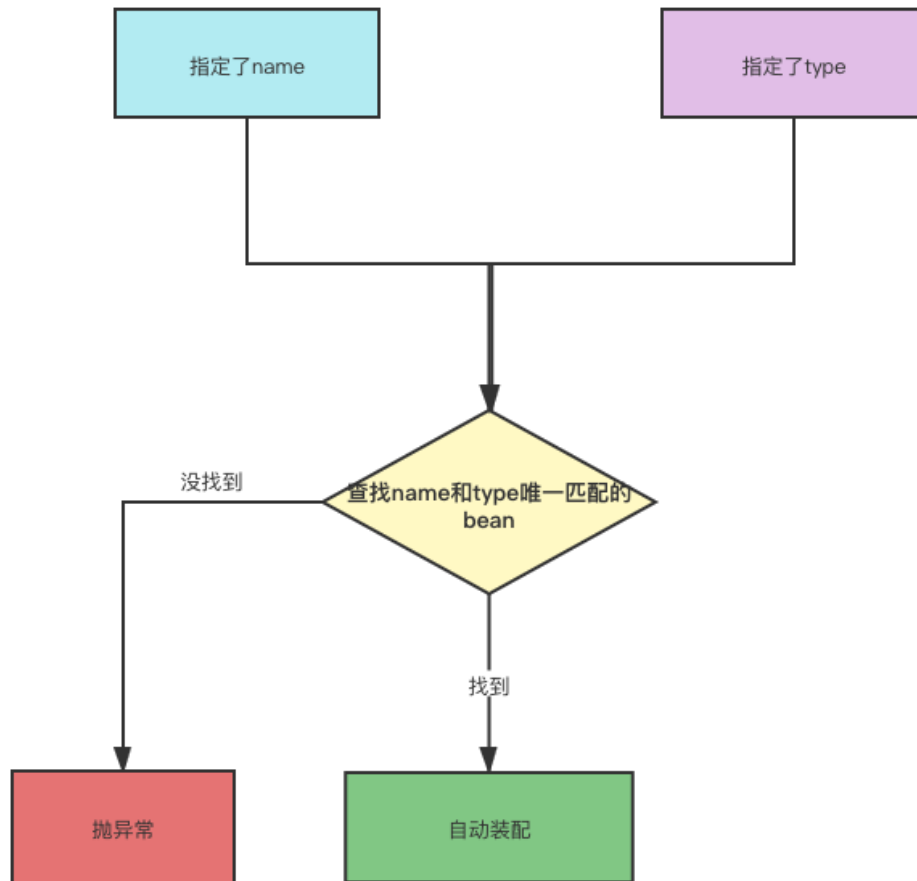 指定了name
指定了type
没找到
查找name和type唯一匹配的
bean
找到
抛异常
自动装配